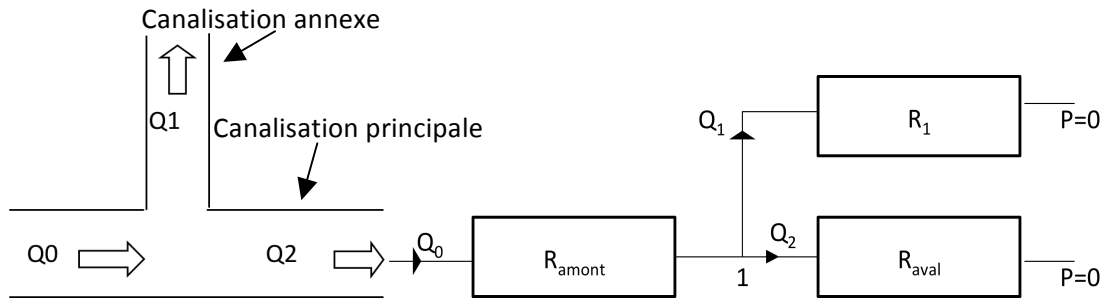 Canalisation annexe
Q1
Canalisation principale
Q0
Q2
Q₀
Ramont
1
Q₁
R₁
P=0
Q₂
Raval
P=0